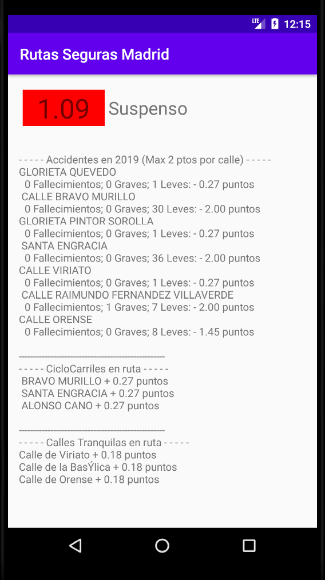 LTE 12:15
Rutas Seguras Madrid
1.09 Suspenso
- - - - - Accidentes en 2019 (Max 2 ptos por calle) - - - - -
GLORIETA QUEVEDO
0 Fallecimientos; 0 Graves; 1 Leves: - 0.27 puntos
CALLE BRAVO MURILLO
0 Fallecimientos; 0 Graves; 30 Leves: - 2.00 puntos
GLORIETA PINTOR SOROLLA
0 Fallecimientos; 0 Graves; 1 Leves: - 0.27 puntos
SANTA ENGRACIA
0 Fallecimientos; 0 Graves; 36 Leves: - 2.00 puntos
CALLE VIRIATO
0 Fallecimientos; 0 Graves; 1 Leves: - 0.27 puntos
CALLE RAIMUNDO FERNANDEZ VILLAVERDE
0 Fallecimientos; 1 Graves; 7 Leves: - 2.00 puntos
CALLE ORENSE
0 Fallecimientos; 0 Graves; 8 Leves: - 1.45 puntos
- - - - - CicloCarriles en ruta - - - - -
BRAVO MURILLO + 0.27 puntos
SANTA ENGRACIA + 0.27 puntos
ALONSO CANO + 0.27 puntos
- - - - - Calles Tranquilas en ruta - - - - -
Calle de Viriato + 0.18 puntos
Calle de la BasŸlica + 0.18 puntos
Calle de Orense + 0.18 puntos